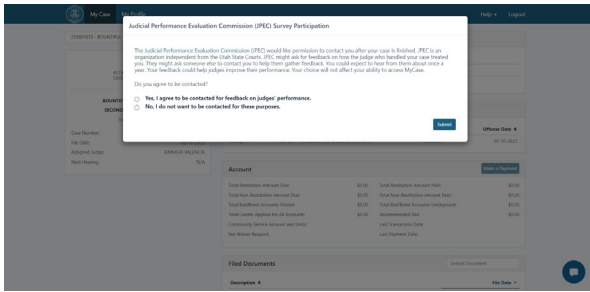 My Case
My Profile
Help
Logout
Judicial Performance Evaluation Commission (JPEC) Survey Participation
The Judicial Performance Evaluation Commission (JPEC) would like permission to contact you after your case is finished. JPEC is an
organization independent from the Utah State Courts. JPEC might ask for feedback on how the judge who handled your case treated
you. They might ask someone else to contact you to help them gather feedback. You could expect to hear from them about once a
year. Your feedback could help judges improve their performance. Your choice will not affect your ability to access MyCase.
Do you agree to be contacted?
Yes, I agree to be contacted for feedback on judges' performance.
No, I do not want to be contacted for these purposes.
Submit
BOUNTIF
SECOND
Case Number:
File Date:
Assigned Judge:
Next Hearing:
N/A
Offense Date
Account
Make a Payment
Total Restitution Amount Due:
$0.00
Total Restitution Amount Paid:
$0.00
Total Non-Restitution Amount Due:
$0.00
Total Non-Restitution Amount Paid:
$0.00
Total Bail/Bond Accounts Posted:
$0.00
Total Bail/Bond Accounts
$0.00
Total Credits Applied for All Accounts:
$0.00
$0.00
Community Service Amount and Units:
Last Transaction Date:
Fee Waiver Request:
Last Payment Date:
Filed Documents
Search Document
Description
File Date